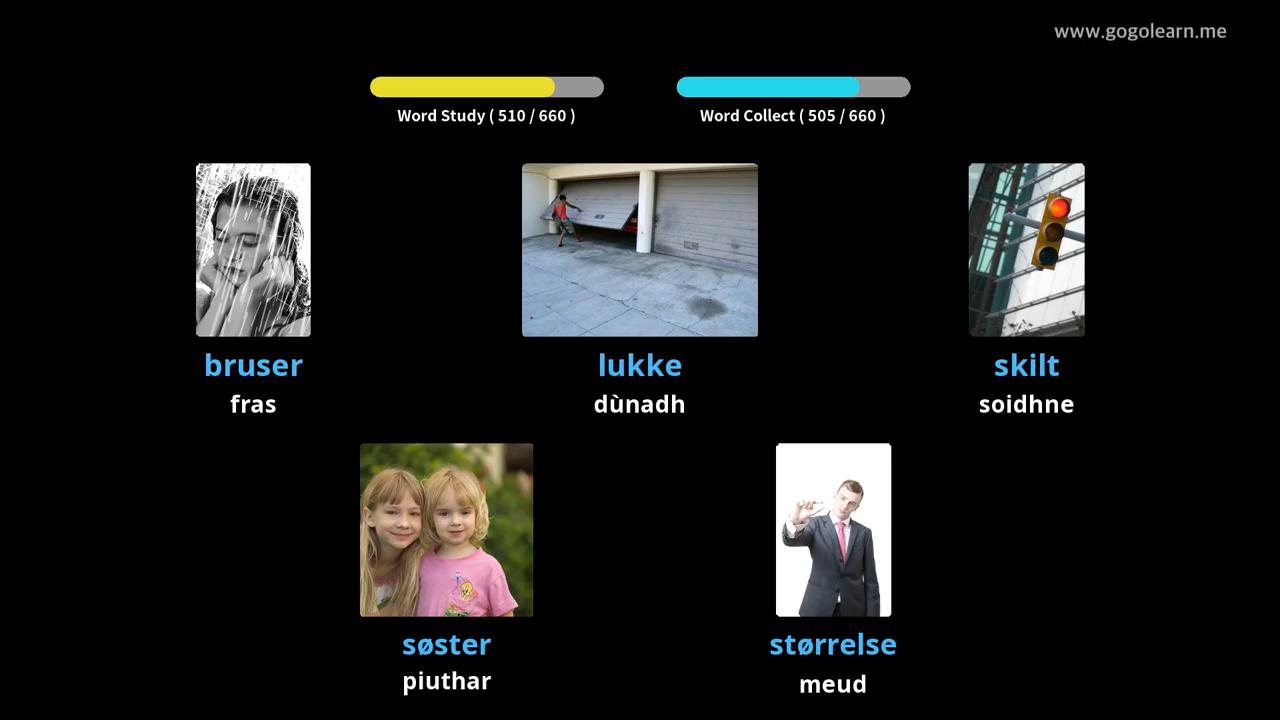 www.gogolearn.me
Word Study ( 510 / 660 )
Word Collect ( 505 / 660 )
bruser
fras
lukke
dùnadh
skilt
soidhne
søster
piuthar
størrelse
meud